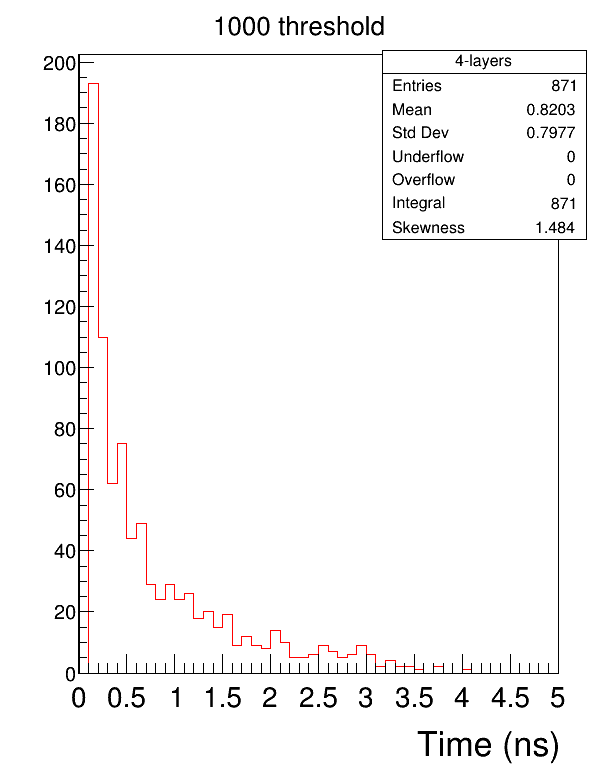 1000 threshold
4-layers
Entries 871
Mean 0.8203
Std Dev 0.7977
Underflow 0
Overflow 0
Integral 871
Skewness 1.484
200
180
160
140
120
100
80
60
40
20
0
0 0.5 1 1.5 2 2.5 3 3.5 4 4.5 5
Time (ns)